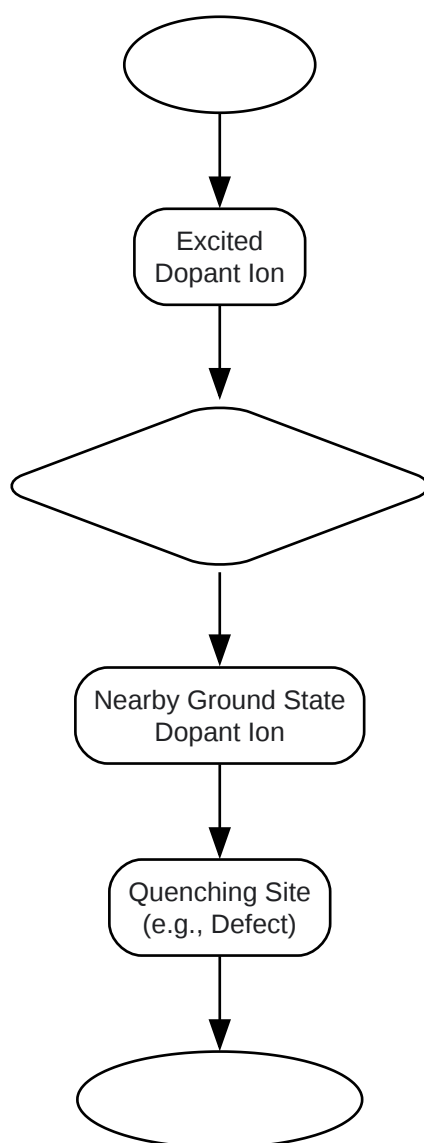 Excited
Dopant Ion
Nearby Ground State
Dopant Ion
Quenching Site
(e.g., Defect)